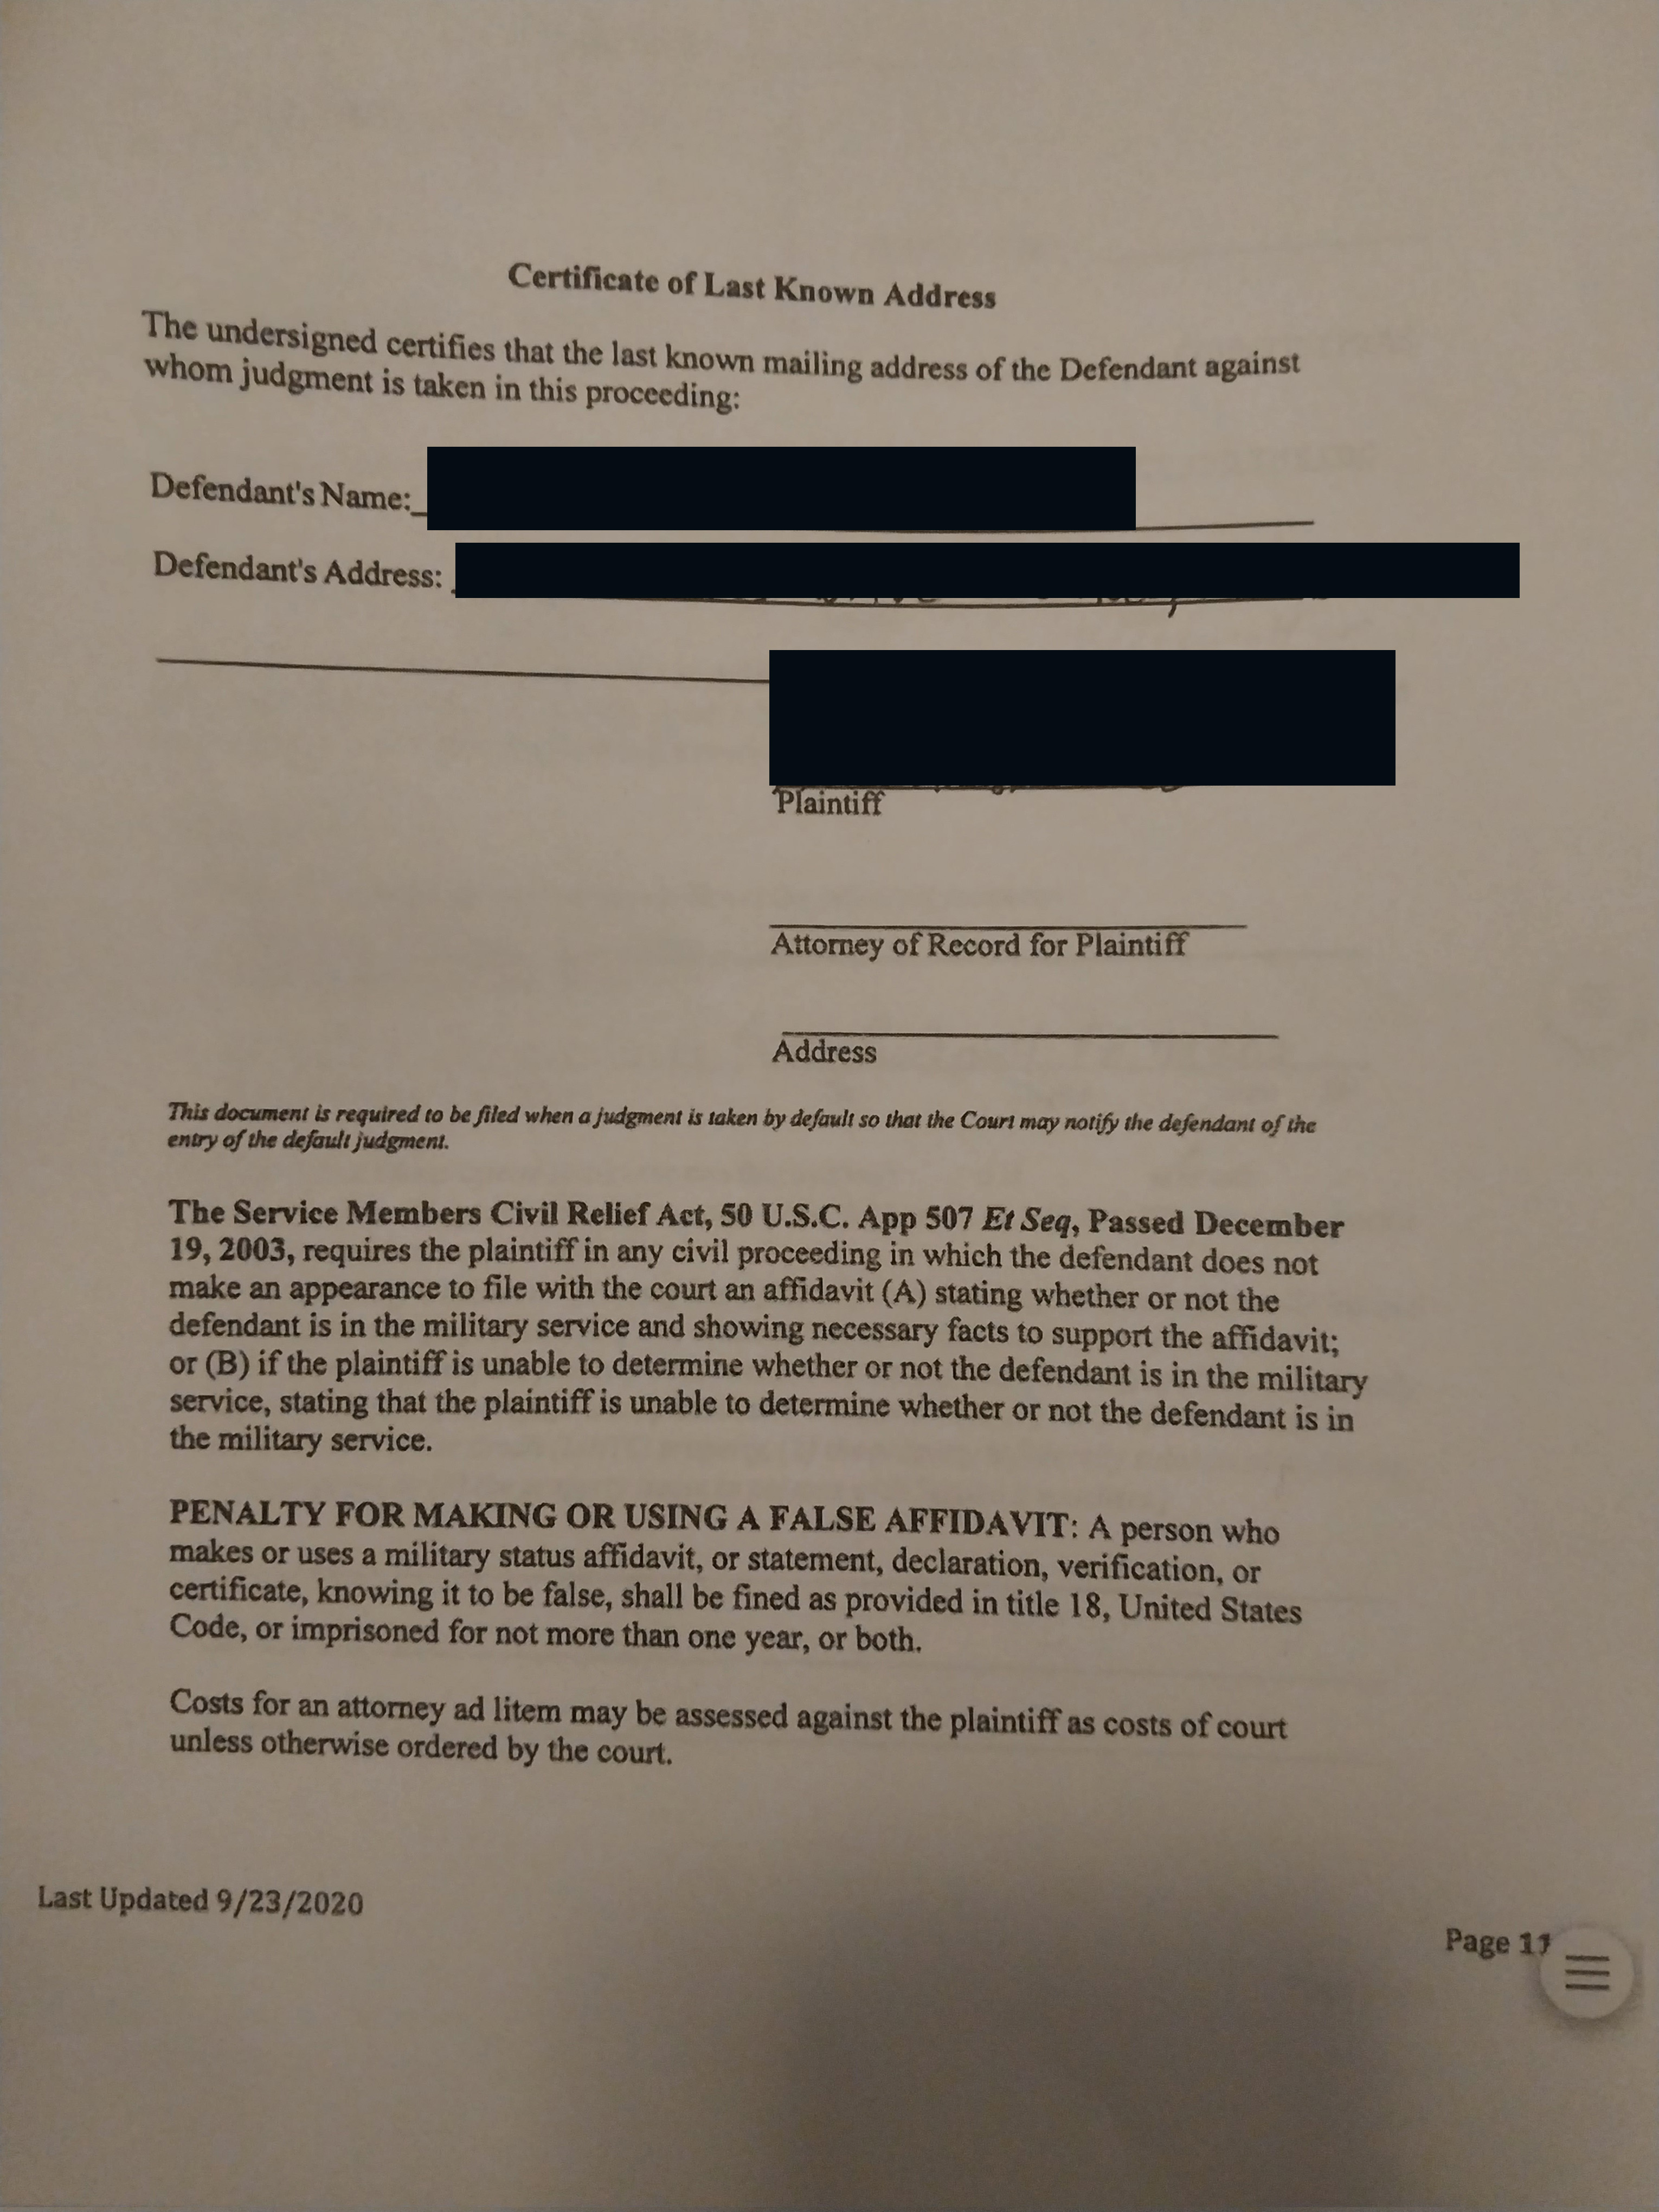 Certificate of Last Known Address
The undersigned certifies that the last known mailing address of the Defendant against
whom judgment is taken in this proceeding:
Defendant's Name:
Defendant's Address:
Plaintiff
Attorney of Record for Plaintiff
Address
This document is required to be filed when a judgment is taken by default so that the Court may notify the defendant of the
entry of the default judgment.
The Service Members Civil Relief Act, 50 U.S.C. App 507 Et Seq, Passed December
19, 2003, requires the plaintiff in any civil proceeding in which the defendant does not
make an appearance to file with the court an affidavit (A) stating whether or not the
defendant is in the military service and showing necessary facts to support the affidavit;
or (B) if the plaintiff is unable to determine whether or not the defendant is in the military
service, stating that the plaintiff is unable to determine whether or not the defendant is in
the military service.
PENALTY FOR MAKING OR USING A FALSE AFFIDAVIT: A person who
makes or uses a military status affidavit, or statement, declaration, verification, or
certificate, knowing it to be false, shall be fined as provided in title 18, United States
Code, or imprisoned for not more than one year, or both.
Costs for an attorney ad litem may be assessed against the plaintiff as costs of court
unless otherwise ordered by the court.
Last Updated 9/23/2020
Page 11